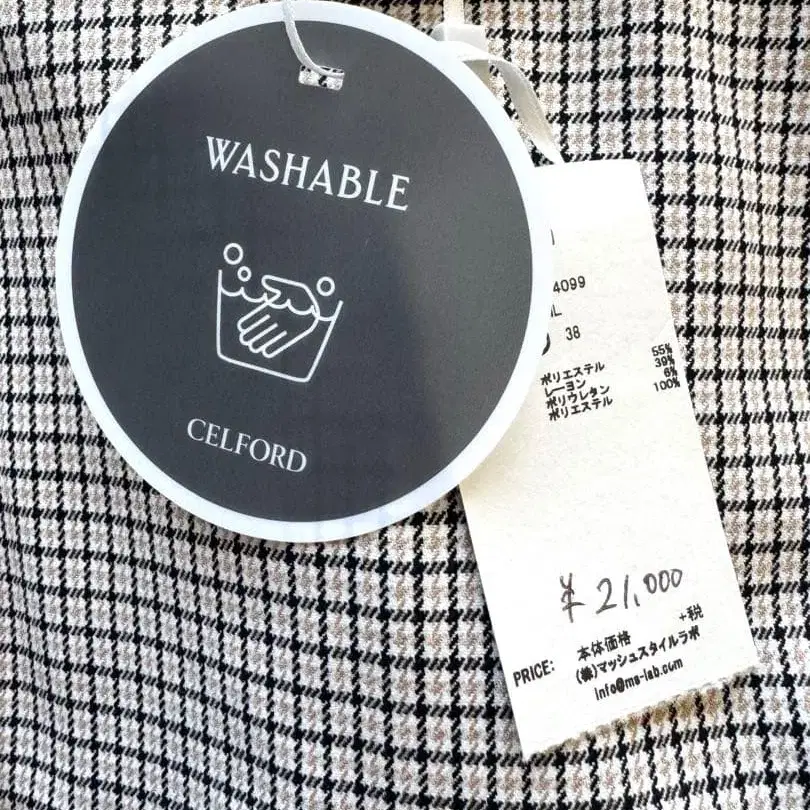 WASHABLE
CELFORD
4099
38
ポリエステル 55%
レーヨン 39%
ポリウレタン 6%
ポリエステル 100%
¥21,000
+税
PRICE: 本体価格
(株)マッシュスタイルラボ
info@ms-lab.com